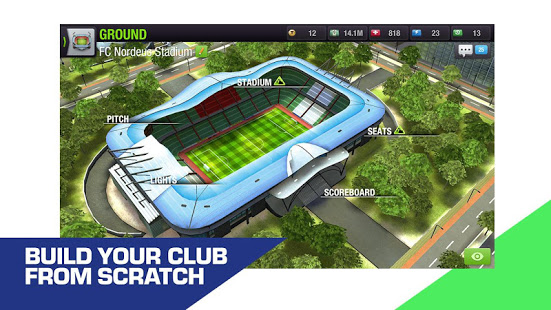 GROUND
12
14.1M
818
23
13
FC Nordeus Stadium
25
STADIUM
PITCH
SEATS
LIGHTS
SCOREBOARD
BUILD YOUR CLUB
FROM SCRATCH